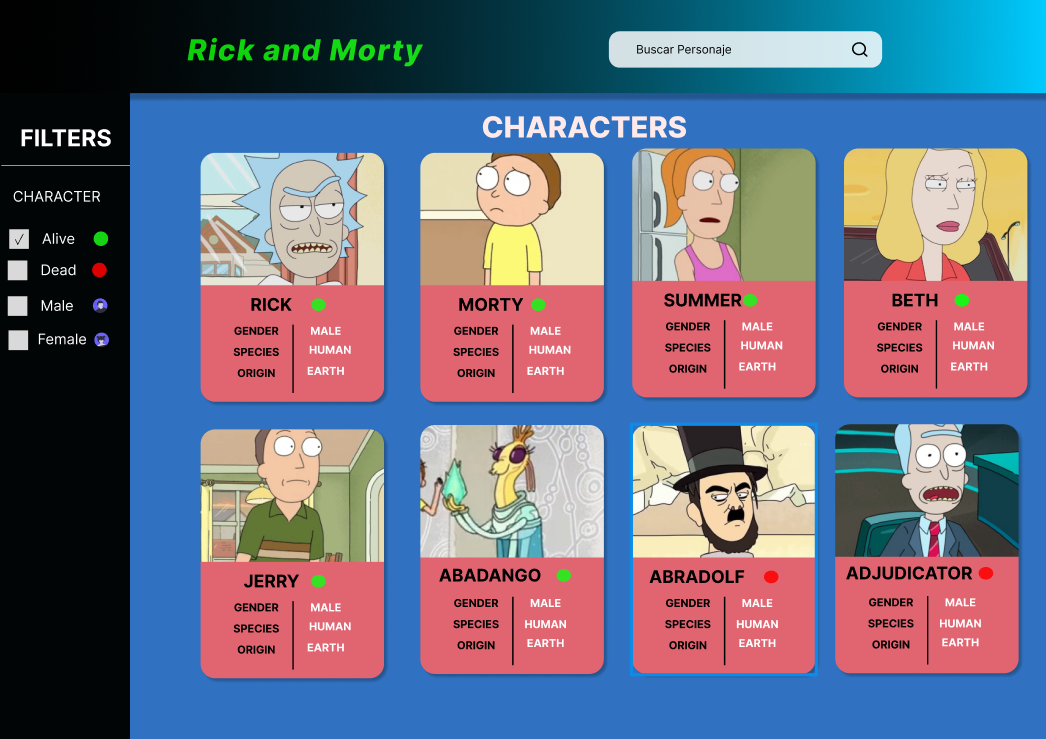 Rick and Morty
Buscar Personaje
FILTERS
CHARACTER
✓ Alive
Dead
Male
Female
CHARACTERS
RICK
GENDER MALE
SPECIES HUMAN
ORIGIN EARTH
MORTY
GENDER MALE
SPECIES HUMAN
ORIGIN EARTH
SUMMER
GENDER MALE
SPECIES HUMAN
ORIGIN EARTH
BETH
GENDER MALE
SPECIES HUMAN
ORIGIN EARTH
JERRY
GENDER MALE
SPECIES HUMAN
ORIGIN EARTH
ABADANGO
GENDER MALE
SPECIES HUMAN
ORIGIN EARTH
ABRADOLF
GENDER MALE
SPECIES HUMAN
ORIGIN EARTH
ADJUDICATOR
GENDER MALE
SPECIES HUMAN
ORIGIN EARTH